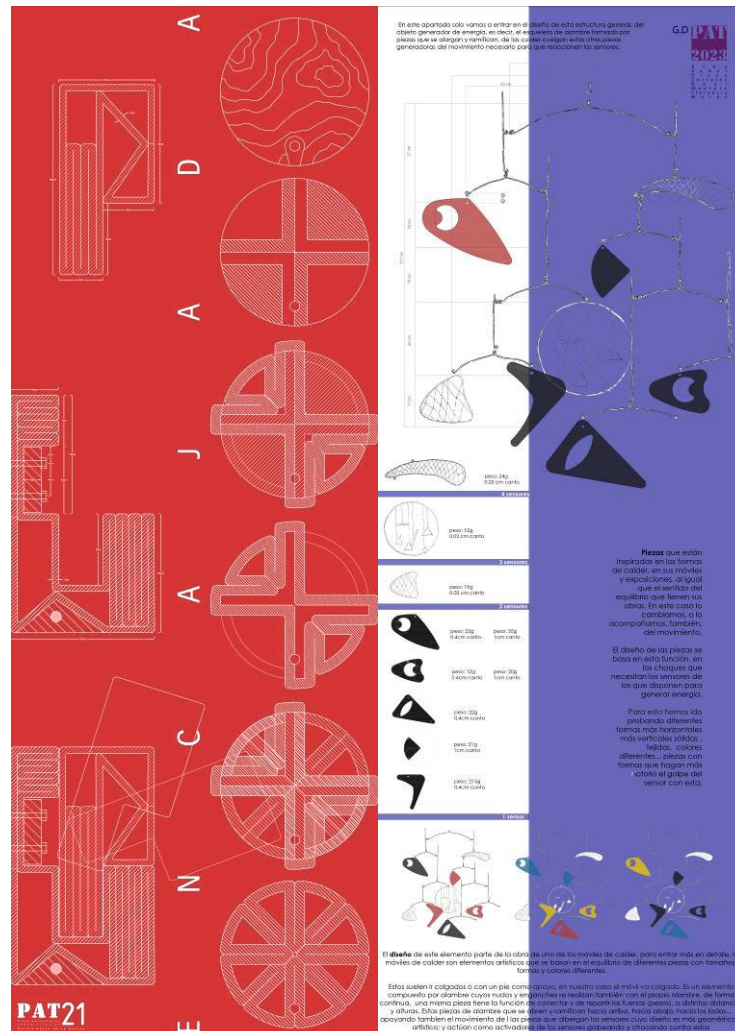 En este apartado solo vamos a entrar en el diseño de esta estructura general, del
objeto generador de energía, es decir, el esqueleto de alambre formado por
piezas que se alargan y ramifican, de las cuales cuelgan estas otras piezas
generadoras del movimiento necesario para que reaccionen los sensores.
G.D
PAT
2023
A
D
A
J
A
C
N
E
PAT21
peso: 24g
0.02 cm canto
4 sensores
peso: 13g
0.02 cm canto
3 sensores
peso: 19g
0.02 cm canto
2 sensores
peso: 23g
0.4cm canto
peso: 35g
1cm canto
peso: 12g
0.4cm canto
peso: 20g
1cm canto
peso: 22g
0.4cm canto
peso: 21g
1cm canto
peso: 213g
0.4cm canto
1 sensor
Piezas que están
inspiradas en las formas
de calder, en sus móviles
y exposiciones, al igual
que el sentido del
equilibrio que tienen sus
obras. En este caso lo
cambiamos, o lo
acompañamos, también,
del movimiento.
El diseño de las piezas se
basa en esta función, en
los choques que
necesitan los sensores de
los que disponen para
generar energía.
Para esto hemos ido
probando diferentes
formas más horizontales
más verticales sólidas ,
tejidas, colores
diferentes... piezas con
formas que hagan más
notorio el golpe del
sensor con esta.
El diseño de este elemento parte de la obra de uno de los móviles de calder, para entrar más en detalle, l
móviles de calder son elementos artísticos que se basan en el equilibrio de diferentes piezas con tamaños
formas y colores diferentes
Estos suelen ir colgados o con un pie como apoyo, en nuestro caso el móvil va colgado. Es un elemento
compuesto por alambre cuyos nudos y enganches se realizan también con el propio alambre, de forma
continua, una misma pieza tiene la función de conectar y de repartir las fuerzas (pesos), a distintas distanc
y alturas. Estas piezas de alambre que se abren y ramifican hacia arriba, hacia abajo, hacia los lados...
apoyando tambien el movimiento de l las piezas que albergan los sensores cuyo diseño es más geométrico
artístico; y actúan como activadores de los sensores golpeando y chocando contra estos